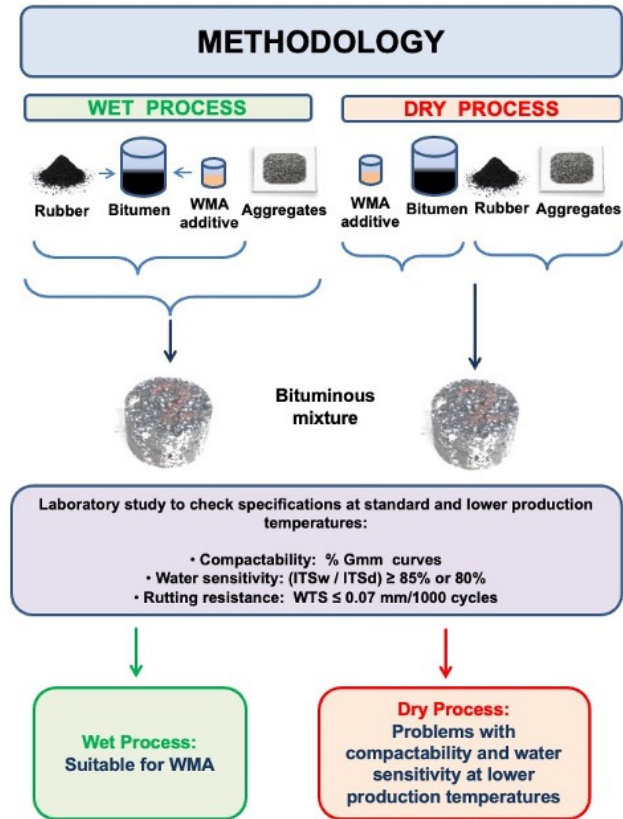 METHODOLOGY
WET PROCESS
DRY PROCESS
Rubber
Bitumen
WMA
additive
Aggregates
WMA
additive
Bitumen
Rubber
Aggregates
Bituminous
mixture
Laboratory study to check specifications at standard and lower production
temperatures:
• Compactability: % Gmm curves
• Water sensitivity: (ITSw / ITSd) ≥ 85% or 80%
• Rutting resistance: WTS ≤ 0.07 mm/1000 cycles
Wet Process:
Suitable for WMA
Dry Process:
Problems with
compactability and water
sensitivity at lower
production temperatures